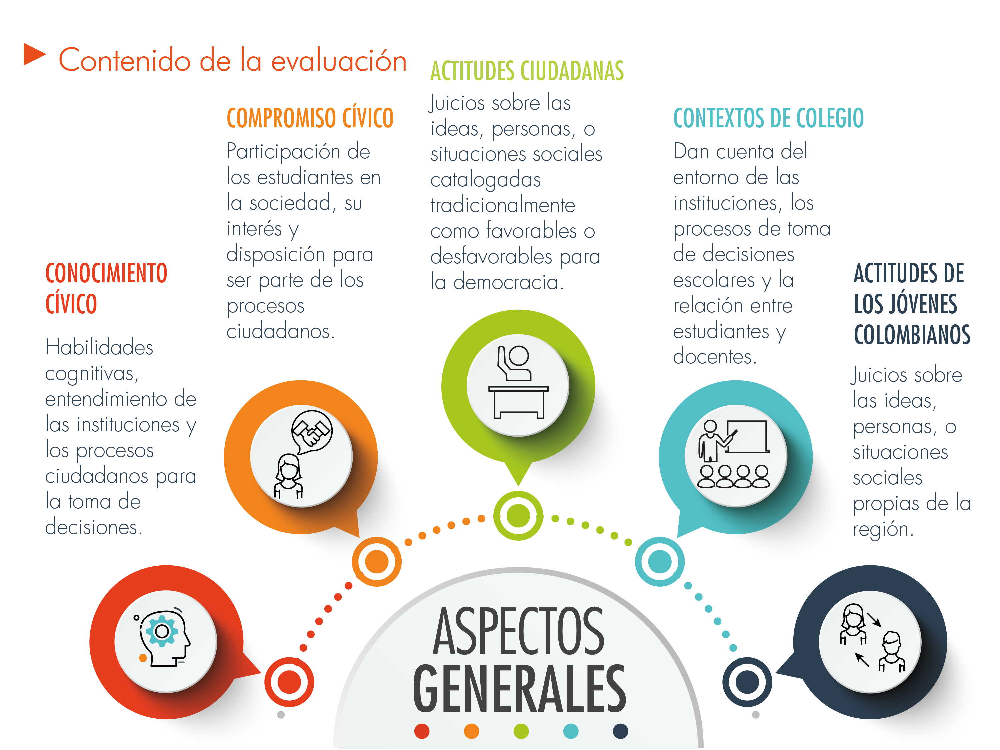 Contenido de la evaluación
CONOCIMIENTO
CÍVICO
Habilidades
cognitivas,
entendimiento de
las instituciones y
los procesos
ciudadanos para
la toma de
decisiones.
COMPROMISO CÍVICO
Participación de
los estudiantes en
la sociedad, su
interés y
disposición para
ser parte de los
procesos
ciudadanos.
ACTITUDES CIUDADANAS
Juicios sobre las
ideas, personas, o
situaciones sociales
catalogadas
tradicionalmente
como favorables o
desfavorables para
la democracia.
CONTEXTOS DE COLEGIO
Dan cuenta del
entorno de las
instituciones, los
procesos de toma
de decisiones
escolares y la
relación entre
estudiantes y
docentes.
ACTITUDES DE
LOS JÓVENES
COLOMBIANOS
Juicios sobre
las ideas,
personas, o
situaciones
sociales
propias de la
región.
ASPECTOS
GENERALES